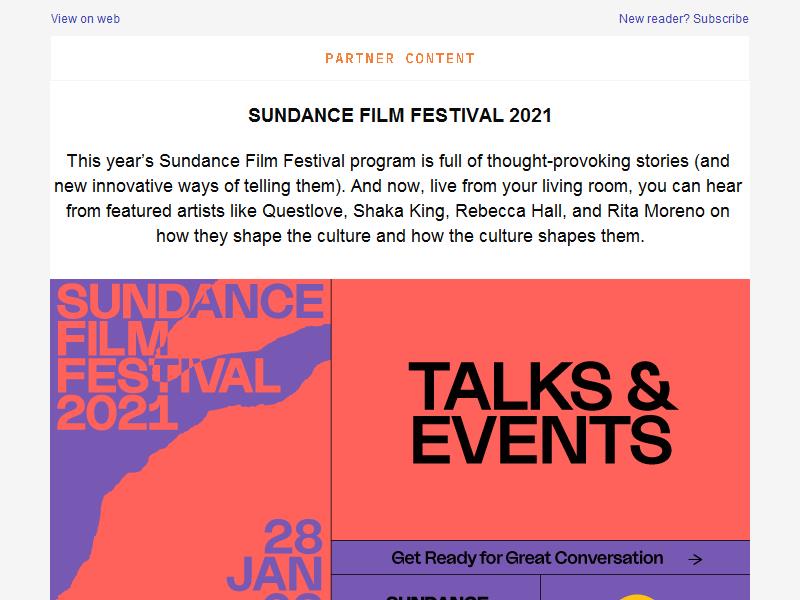 View on web
New reader? Subscribe
PARTNER CONTENT
SUNDANCE FILM FESTIVAL 2021
This year's Sundance Film Festival program is full of thought-provoking stories (and
new innovative ways of telling them). And now, live from your living room, you can hear
from featured artists like Questlove, Shaka King, Rebecca Hall, and Rita Moreno on
how they shape the culture and how the culture shapes them.
SUNDANCE
FILM
FESTIVAL
2021
28
JAN
TALKS &
EVENTS
Get Ready for Great Conversation →
SUNDANCE